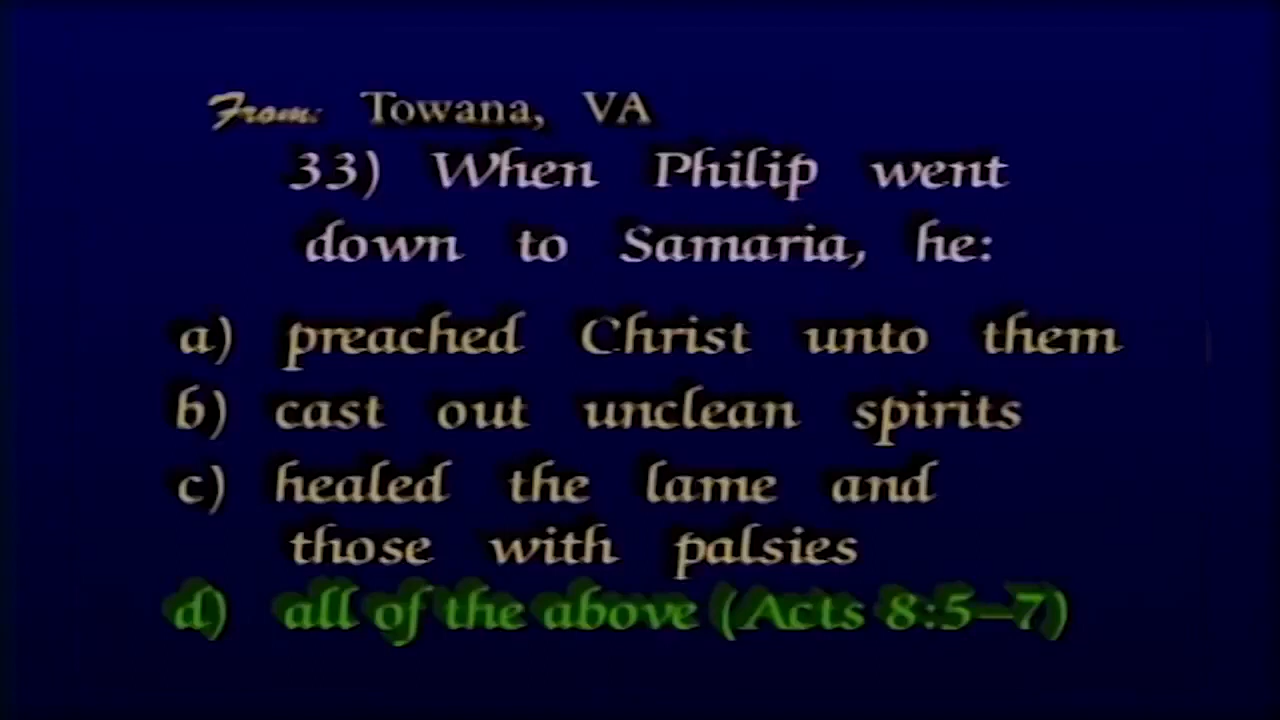 From: Towana, VA
33) When Philip went
down to Samaria, he:
a) preached Christ unto them
b) cast out unclean spirits
c) healed the lame and
those with palsies
d) all of the above (Acts 8:5–7)